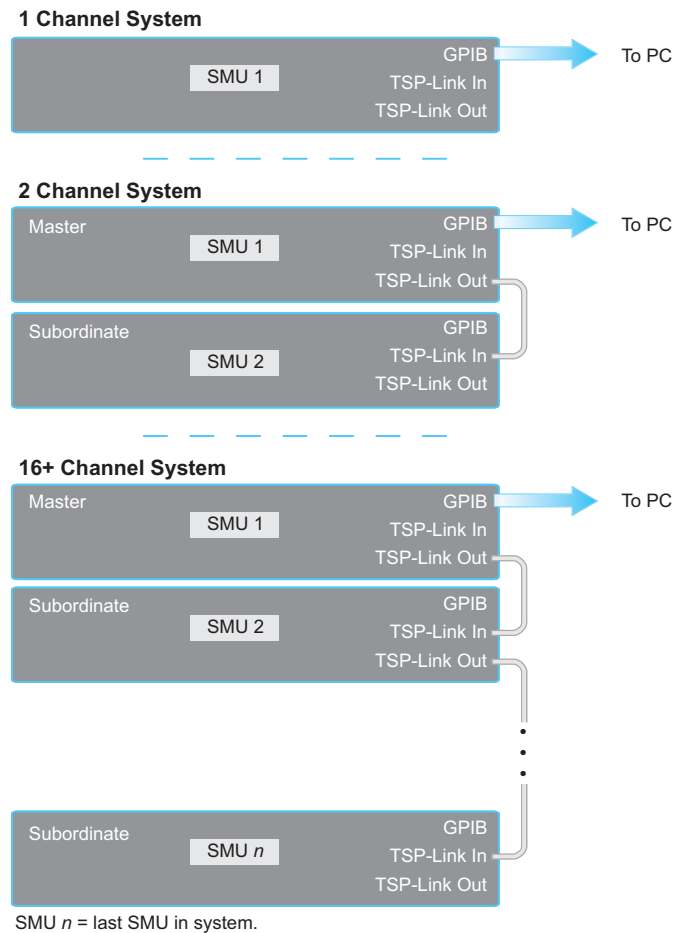 1 Channel System
GPIB
To PC
SMU 1
TSP-Link In
TSP-Link Out
2 Channel System
Master
GPIB
To PC
SMU 1
TSP-Link In
TSP-Link Out
Subordinate
GPIB
SMU 2
TSP-Link In
TSP-Link Out
16+ Channel System
Master
GPIB
To PC
SMU 1
TSP-Link In
TSP-Link Out
Subordinate
GPIB
SMU 2
TSP-Link In
TSP-Link Out
Subordinate
GPIB
SMU n
TSP-Link In
TSP-Link Out
SMU n = last SMU in system.